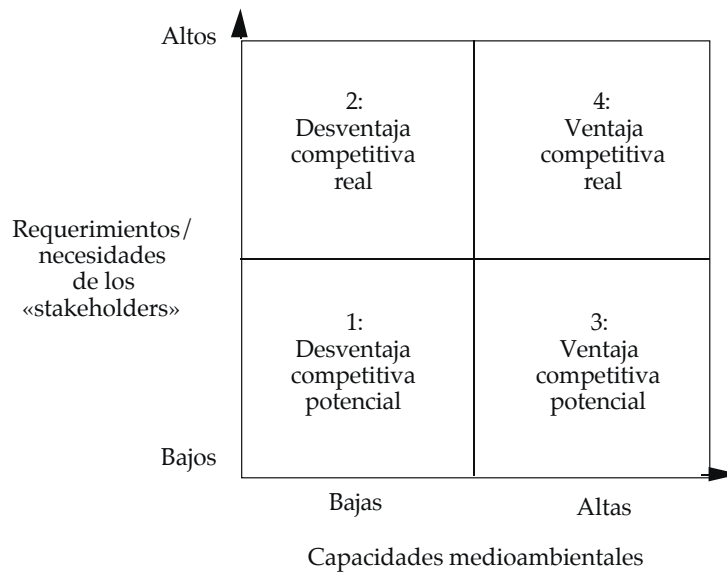 Altos
2:
Desventaja
competitiva
real
4:
Ventaja
competitiva
real
Requerimientos/
necesidades
de los
«stakeholders»
1:
Desventaja
competitiva
potencial
3:
Ventaja
competitiva
potencial
Bajos
Bajas
Altas
Capacidades medioambientales